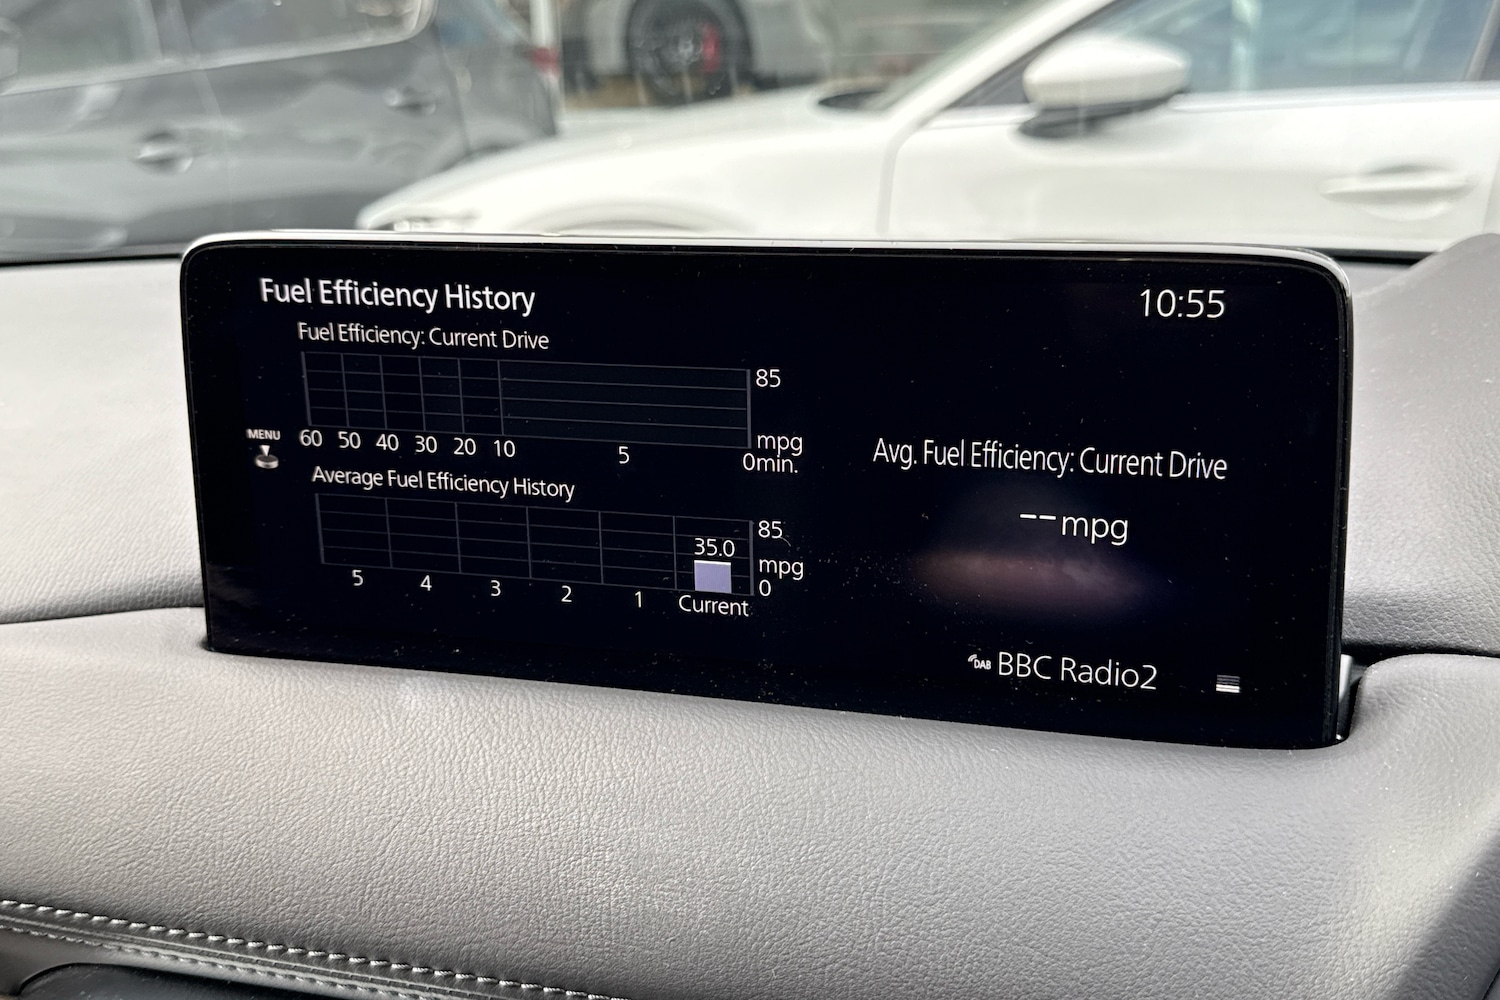 Fuel Efficiency History
10:55
Fuel Efficiency: Current Drive
85
mpg
60 50 40 30 20 10 5 0min.
MENU
Average Fuel Efficiency History
85
35.0
mpg
0
5 4 3 2 1 Current
Avg. Fuel Efficiency: Current Drive
--mpg
DAB BBC Radio2